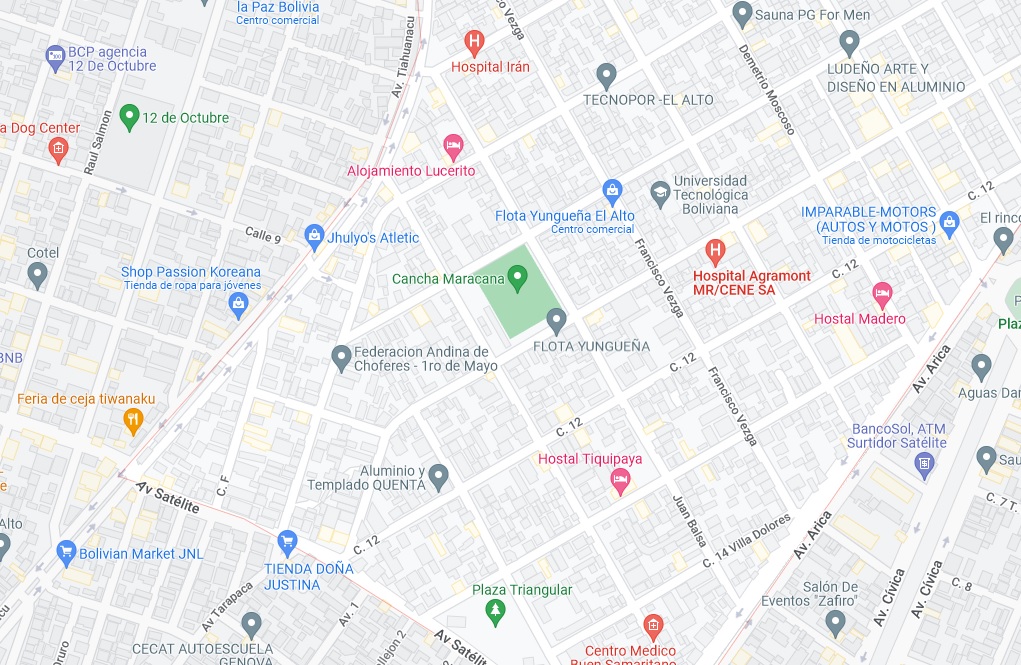 la Paz Bolivia
Centro comercial
Vezga
Sauna PG For Men
BCP agencia
12 De Octubre
Av. Tiahuanacu
Hospital Irán
TECNOPOR -EL ALTO
Demetrio Moscoso
LUDEÑO ARTE Y
DISEÑO EN ALUMINIO
12 de Octubre
a Dog Center
Raul Salmon
Alojamiento Lucerito
Universidad
Tecnológica
Boliviana
Flota Yungueña El Alto
Centro comercial
C. 12
IMPARABLE-MOTORS
(AUTOS Y MOTOS )
Tienda de motocicletas
El rinco
Calle 9
Jhulyo's Atletic
Cotel
Shop Passion Koreana
Tienda de ropa para jóvenes
Cancha Maracana
Francisco Vezga
Hospital Agramont
MR/CENE SA
C. 12
Hostal Madero
P
Plaz
FLOTA YUNGUEÑA
Federacion Andina de
Choferes - 1ro de Mayo
BNB
C. 12
Av. Arica
Francisco Vezga
Aguas Dan
Feria de ceja tiwanaku
C. 12
BancoSol, ATM
Surtidor Satélite
Hostal Tiquipaya
Aluminio y
Templado QUENTA
Sau
e
C. F
Av Satélite
Juan Balsa
C. 7 T.
Alto
C. 12
C. 14 Villa Dolores
Av. Arica
Bolivian Market JNL
TIENDA DOÑA
JUSTINA
Plaza Triangular
Salón De
Eventos "Zafiro"
Av. Cívica
Av. Cívica
C. 8
Av Tarapaca
Av. 1
CECAT AUTOESCUELA
GENOVA
llejon 2
Av Satélit
Centro Medico
Buen Samaritano
oruro
acu